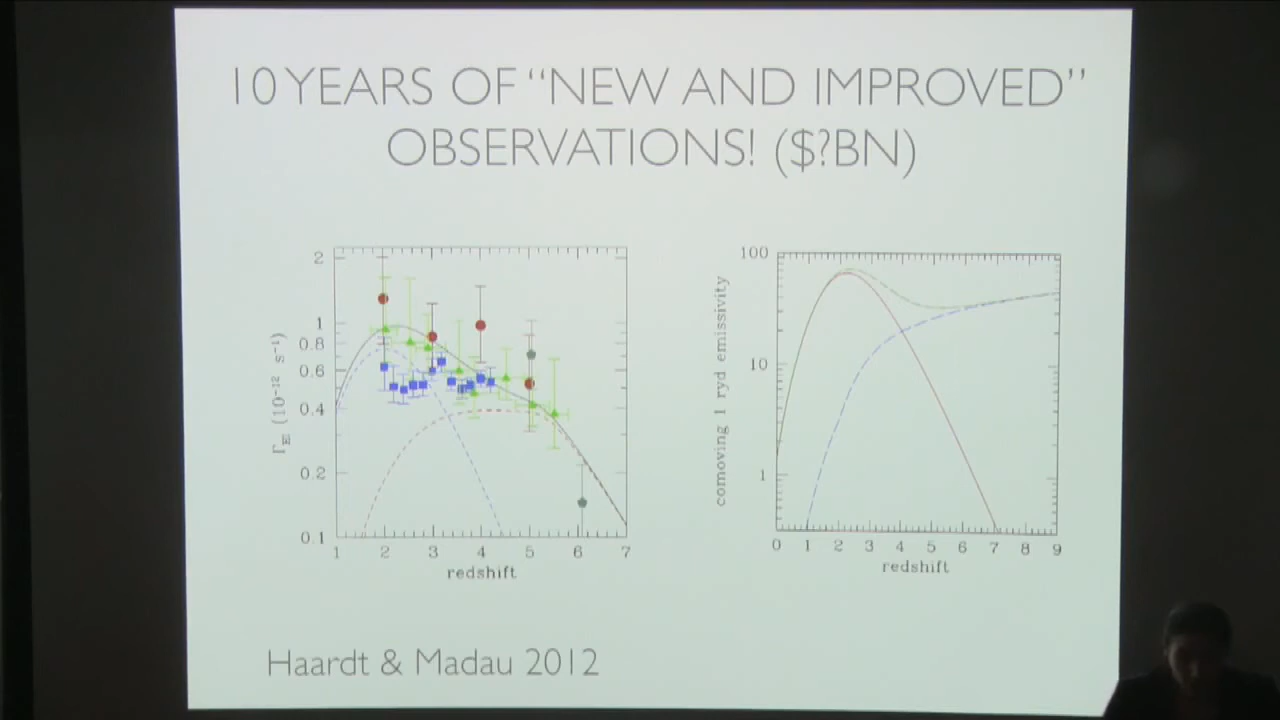 10 YEARS OF “NEW AND IMPROVED”
OBSERVATIONS! ($?BN)
2
1
0.8
0.6
0.4
0.2
0.1
Γ_HI (10⁻¹² s⁻¹)
1 2 3 4 5 6 7
redshift
100
10
1
comoving 1 ryd emissivity
0 1 2 3 4 5 6 7 8 9
redshift
Haardt & Madau 2012